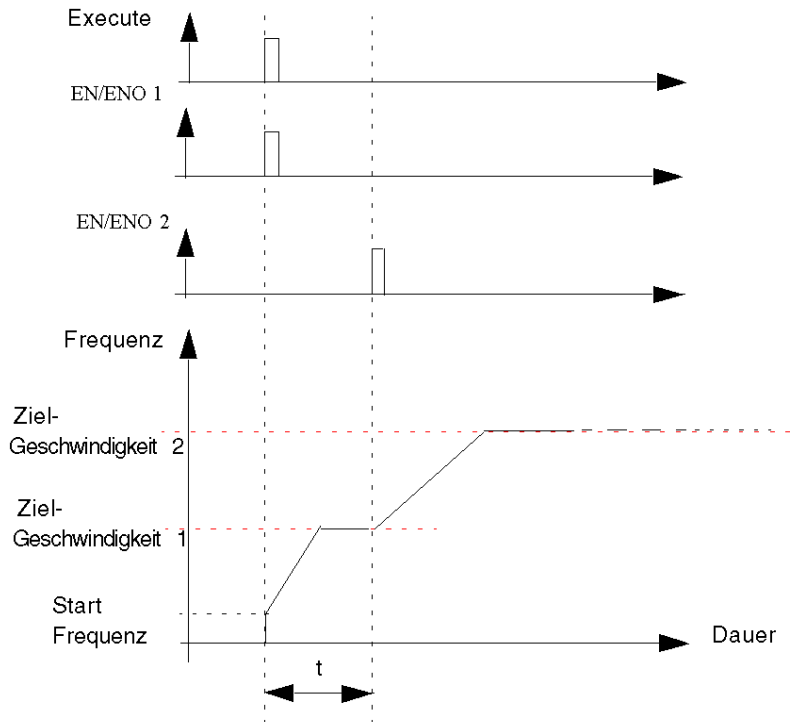 Execute
EN/ENO 1
EN/ENO 2
Frequenz
Ziel-
Geschwindigkeit 2
Ziel-
Geschwindigkeit 1
Start
Frequenz
Dauer
t